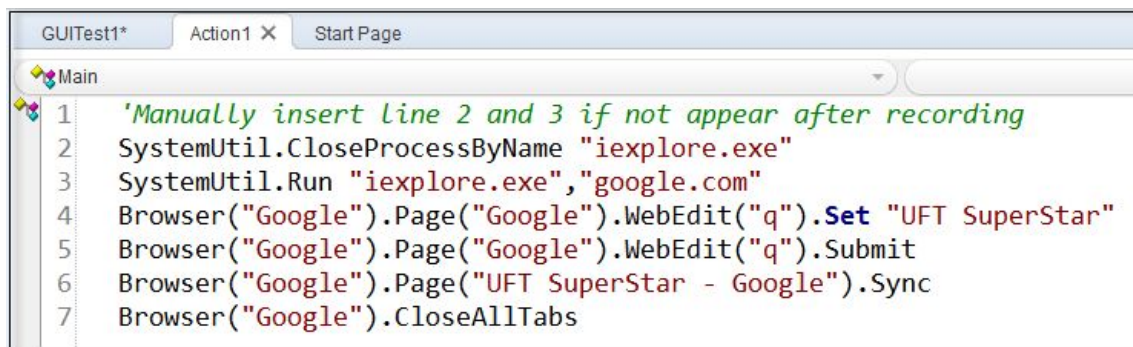 GUITest1* Action1 Start Page
Main
1 'Manually insert line 2 and 3 if not appear after recording
2 SystemUtil.CloseProcessByName "iexplore.exe"
3 SystemUtil.Run "iexplore.exe","google.com"
4 Browser("Google").Page("Google").WebEdit("q").Set "UFT SuperStar"
5 Browser("Google").Page("Google").WebEdit("q").Submit
6 Browser("Google").Page("UFT SuperStar - Google").Sync
7 Browser("Google").CloseAllTabs